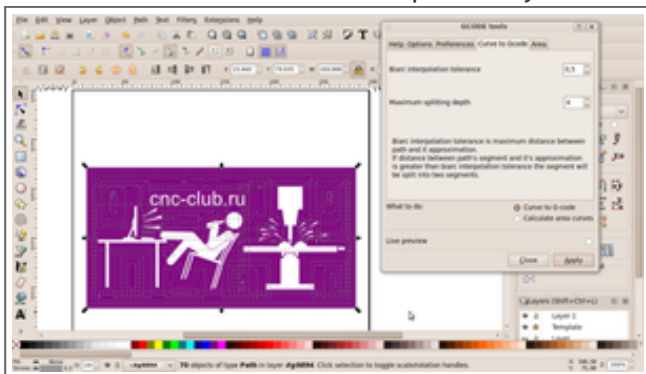 File Edit View Layer Object Path Text Filters Extensions Help
GCODE tools
Help Options Preferences Curve to Gcode Area
Biarc interpolation tolerance 0,5
Maximum splitting depth 4
Biarc interpolation tolerance is maximum distance between
path and it approximation.
If distance between path's segment and it's approximation
is greater than biarc interpolation tolerance the segment will
be split into two segments.
What to do: Curve to G-code
Calculate area curves
Live preview
Close Apply
cnc-club.ru
Layers (Shift+Ctrl+L)
Layer 1
Template
70 objects of type Path in layer. Click selection to toggle scale/rotation handles.